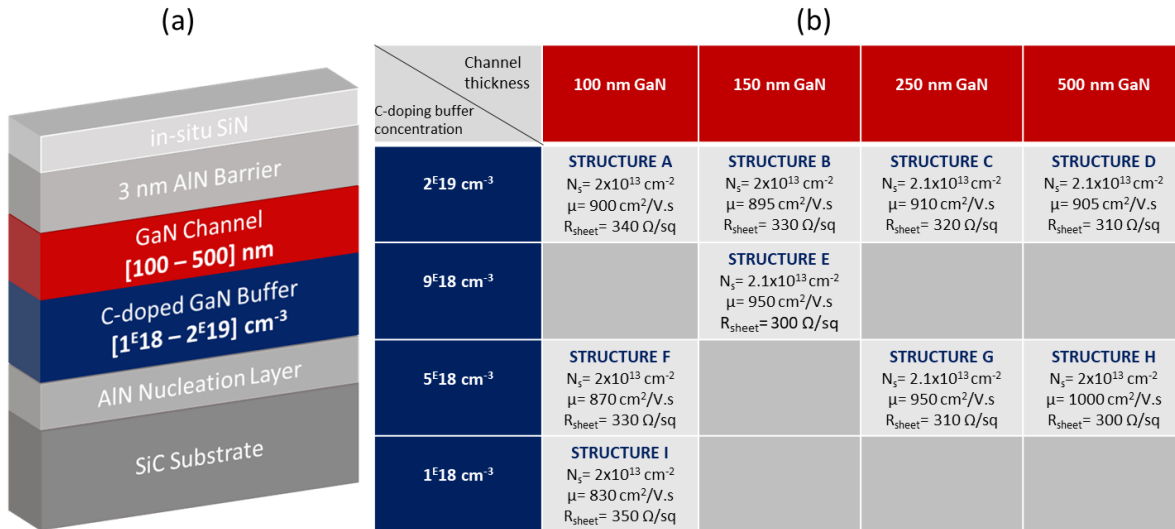 (a)
in-situ SiN
3 nm AlN Barrier
GaN Channel
[100 – 500] nm
C-doped GaN Buffer
[1ᴱ18 – 2ᴱ19] cm⁻³
AlN Nucleation Layer
SiC Substrate
(b)
Channel
thickness
C-doping buffer
concentration
100 nm GaN
150 nm GaN
250 nm GaN
500 nm GaN
2ᴱ19 cm⁻³
STRUCTURE A
Nₛ= 2x10¹³ cm⁻²
μ= 900 cm²/V.s
Rₛₕₑₑₜ= 340 Ω/sq
STRUCTURE B
Nₛ= 2x10¹³ cm⁻²
μ= 895 cm²/V.s
Rₛₕₑₑₜ= 330 Ω/sq
STRUCTURE C
Nₛ= 2.1x10¹³ cm⁻²
μ= 910 cm²/V.s
Rₛₕₑₑₜ= 320 Ω/sq
STRUCTURE D
Nₛ= 2.1x10¹³ cm⁻²
μ= 905 cm²/V.s
Rₛₕₑₑₜ= 310 Ω/sq
9ᴱ18 cm⁻³
STRUCTURE E
Nₛ= 2.1x10¹³ cm⁻²
μ= 950 cm²/V.s
Rₛₕₑₑₜ= 300 Ω/sq
5ᴱ18 cm⁻³
STRUCTURE F
Nₛ= 2x10¹³ cm⁻²
μ= 870 cm²/V.s
Rₛₕₑₑₜ= 330 Ω/sq
STRUCTURE G
Nₛ= 2.1x10¹³ cm⁻²
μ= 950 cm²/V.s
Rₛₕₑₑₜ= 310 Ω/sq
STRUCTURE H
Nₛ= 2x10¹³ cm⁻²
μ= 1000 cm²/V.s
Rₛₕₑₑₜ= 300 Ω/sq
1ᴱ18 cm⁻³
STRUCTURE I
Nₛ= 2x10¹³ cm⁻²
μ= 830 cm²/V.s
Rₛₕₑₑₜ= 350 Ω/sq